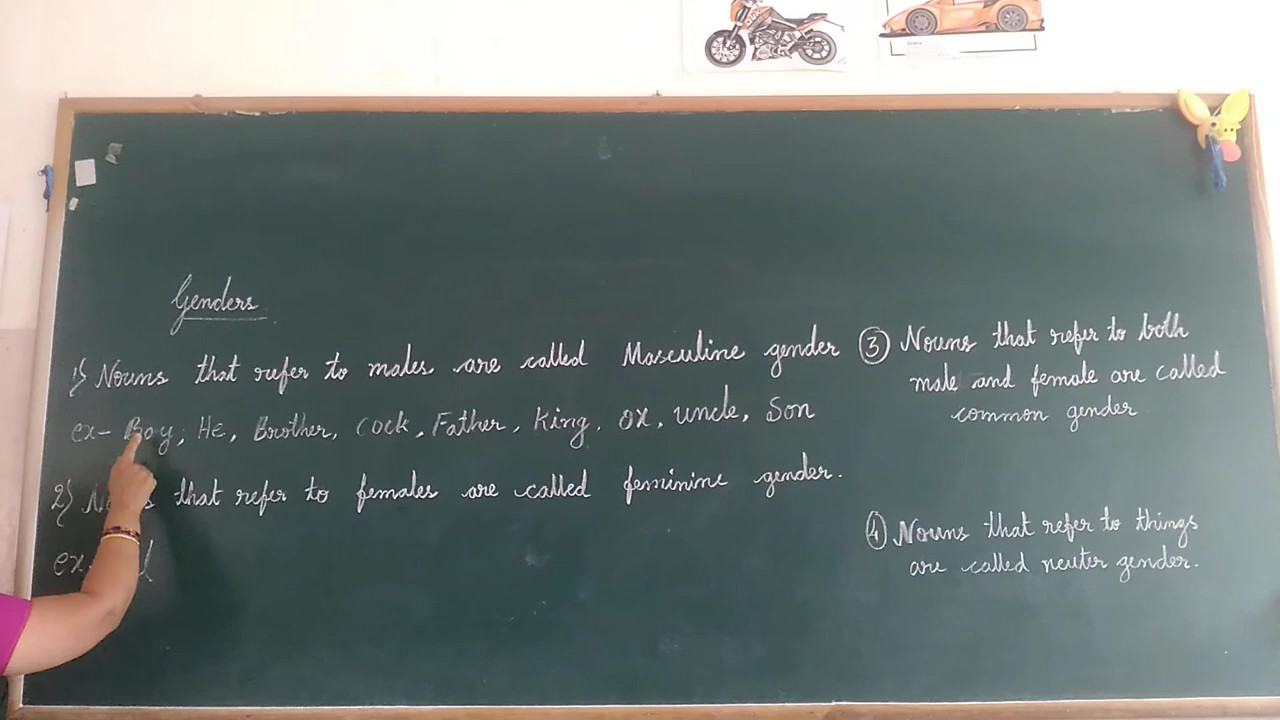 Genders
1) Nouns that refer to males are called Masculine gender
ex- Boy, He, Brother, Cock, Father, King, Ox, Uncle, Son
2) that refer to females are called feminine gender.
ex
③ Nouns that refer to both
male and female are called
common gender
④ Nouns that refer to things
are called neuter gender.